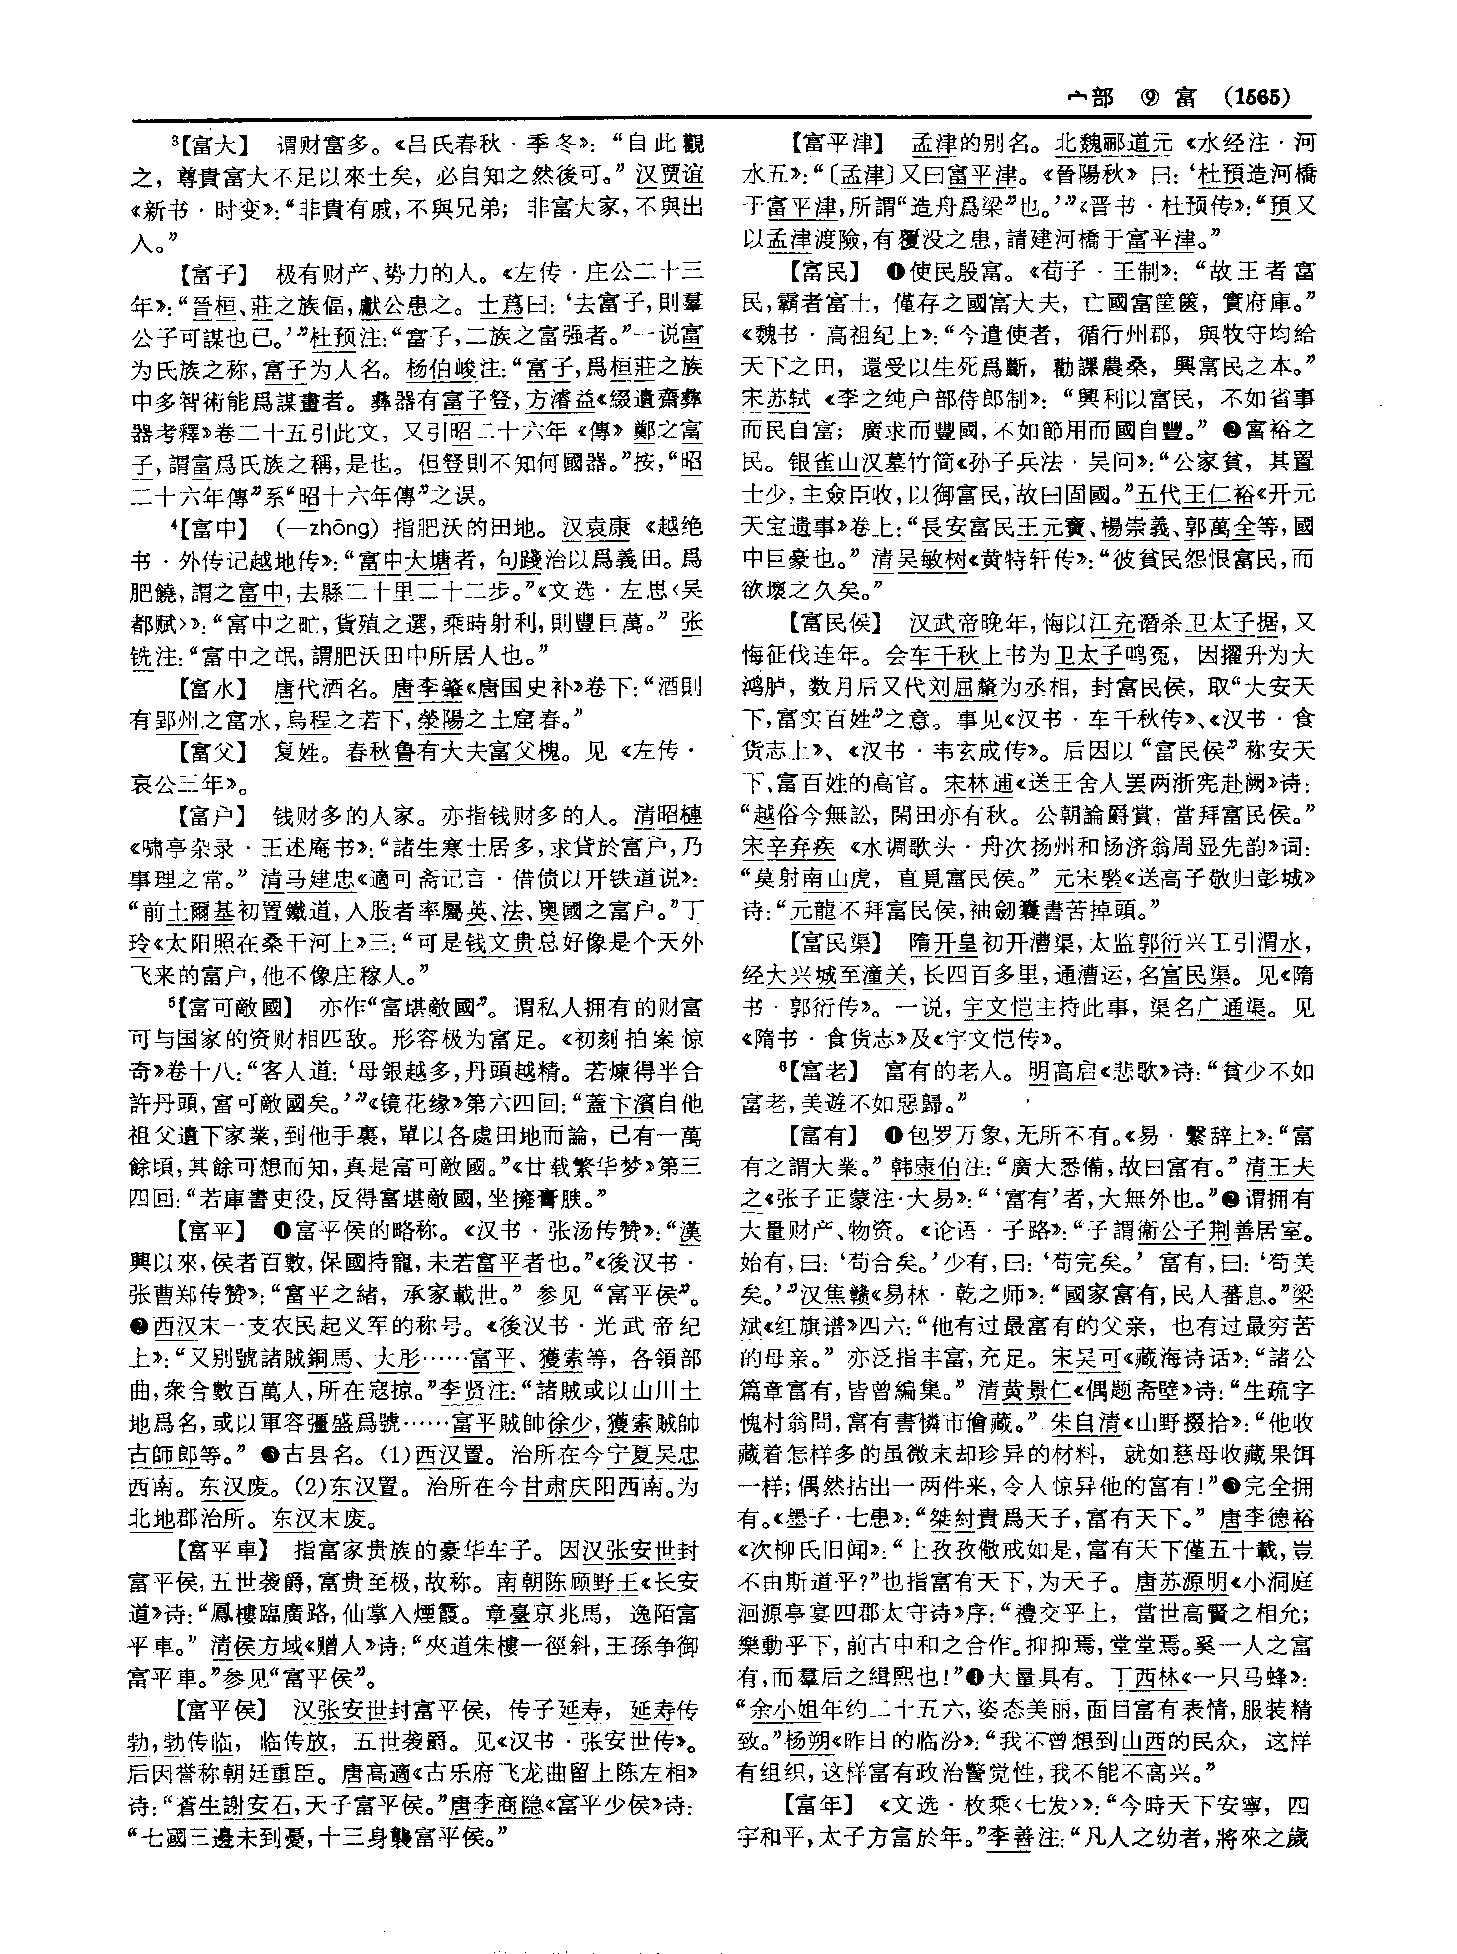 宀部 ⑨ 富 (1565)
³【富大】 谓财富多。《吕氏春秋·季冬》：“自此觀
之，尊貴富大不足以來士矣，必自知之然後可。”汉贾谊
《新书·时变》：“非貴有戚，不與兄弟；非富大家，不與出
入。”
【富子】 极有财产、势力的人。《左传·庄公二十三
年》：“晉桓、莊之族偪，獻公患之。士蔿曰：‘去富子，則羣
公子可謀也已。’”杜预注：“富子，二族之富强者。”一说富
为氏族之称，富子为人名。杨伯峻注：“富子，爲桓莊之族
中多智術能爲謀畫者。彝器有富子登，方濬益《綴遺齋彝
器考釋》卷二十五引此文，又引昭二十六年《傳》鄭之富
子，謂富爲氏族之稱，是也。但登則不知何國器。”按，“昭
二十六年傳”系“昭十六年傳”之误。
⁴【富中】 （—zhōng）指肥沃的田地。汉袁康《越绝
书·外传记越地传》：“富中大塘者，句踐治以爲義田。爲
肥饒，謂之富中，去縣二十里二十二步。”《文选·左思〈吴
都赋〉》：“富中之甿，貨殖之選，乘時射利，則豐巨萬。”张
铣注：“富中之氓，謂肥沃田中所居人也。”
【富水】 唐代酒名。唐李肇《唐国史补》卷下：“酒則
有郢州之富水，烏程之若下，滎陽之土窟春。”
【富父】 复姓。春秋鲁有大夫富父槐。见《左传·
哀公三年》。
【富户】 钱财多的人家。亦指钱财多的人。清昭槤
《啸亭杂录·王述庵书》：“諸生寒士居多，求貸於富户，乃
事理之常。”清马建忠《適可斋记言·借债以开铁道说》：
“前土爾基初置鐵道，入股者率屬英、法、奥國之富户。”丁
玲《太阳照在桑干河上》三：“可是钱文贵总好像是个天外
飞来的富户，他不像庄稼人。”
⁵【富可敵國】 亦作“富堪敵國”。谓私人拥有的财富
可与国家的资财相匹敌。形容极为富足。《初刻拍案惊
奇》卷十八：“客人道：‘母銀越多，丹頭越精。若煉得半合
許丹頭，富可敵國矣。’”《镜花缘》第六四回：“蓋卞濱自他
祖父遺下家業，到他手裏，單以各處田地而論，已有一萬
餘頃，其餘可想而知，真是富可敵國。”《廿载繁华梦》第三
四回：“若庫書吏役，反得富堪敵國，坐擁膏腴。”
【富平】 ❶富平侯的略称。《汉书·张汤传赞》：“漢
興以來，侯者百數，保國持寵，未若富平者也。”《後汉书·
张曹郑传赞》：“富平之緒，承家載世。”参见“富平侯”。
❷西汉末一支农民起义军的称号。《後汉书·光武帝纪
上》：“又别號諸賊銅馬、大彤……富平、獲索等，各領部
曲，衆合數百萬人，所在寇掠。”李贤注：“諸賊或以山川土
地爲名，或以軍容彊盛爲號……富平賊帥徐少，獲索賊帥
古師郎等。”❸古县名。(1)西汉置。治所在今宁夏吴忠
西南。东汉废。(2)东汉置。治所在今甘肃庆阳西南。为
北地郡治所。东汉末废。
【富平車】 指富家贵族的豪华车子。因汉张安世封
富平侯，五世袭爵，富贵至极，故称。南朝陈顾野王《长安
道》诗：“鳳樓臨廣路，仙掌入煙霞。章臺京兆馬，逸陌富
平車。”清侯方域《赠人》诗：“夾道朱樓一徑斜，王孫争御
富平車。”参见“富平侯”。
【富平侯】 汉张安世封富平侯，传子延寿，延寿传
勃，勃传临，临传放，五世袭爵。见《汉书·张安世传》。
后因誉称朝廷重臣。唐高適《古乐府飞龙曲留上陈左相》
诗：“蒼生謝安石，天子富平侯。”唐李商隐《富平少侯》诗：
“七國三邊未到憂，十三身襲富平侯。”
【富平津】 孟津的别名。北魏郦道元《水经注·河
水五》：“〔孟津〕又曰富平津。《晉陽秋》曰：‘杜預造河橋
于富平津，所謂“造舟爲梁”也。’”《晋书·杜预传》：“預又
以孟津渡險，有覆没之患，請建河橋于富平津。”
【富民】 ❶使民殷富。《荀子·王制》：“故王者富
民，霸者富士，僅存之國富大夫，亡國富筐篋，實府庫。”
《魏书·高祖纪上》：“今遣使者，循行州郡，與牧守均給
天下之田，還受以生死爲斷，勸課農桑，興富民之本。”
宋苏轼《李之纯户部侍郎制》：“興利以富民，不如省事
而民自富；廣求而豐國，不如節用而國自豐。”❷富裕之
民。银雀山汉墓竹简《孙子兵法·吴问》：“公家貧，其置
士少，主僉臣收，以御富民，故曰固國。”五代王仁裕《开元
天宝遗事》卷上：“長安富民王元寶、楊崇義、郭萬全等，國
中巨豪也。”清吴敏树《黄特轩传》：“彼貧民怨恨富民，而
欲壞之久矣。”
【富民侯】 汉武帝晚年，悔以江充谮杀卫太子据，又
悔征伐连年。会车千秋上书为卫太子鸣冤，因擢升为大
鸿胪，数月后又代刘屈氂为丞相，封富民侯，取“大安天
下，富实百姓”之意。事见《汉书·车千秋传》、《汉书·食
货志上》、《汉书·韦玄成传》。后因以“富民侯”称安天
下、富百姓的高官。宋林逋《送王舍人罢两浙宪赴阙》诗：
“越俗今無訟，閑田亦有秋。公朝論爵賞，當拜富民侯。”
宋辛弃疾《水调歌头·舟次扬州和杨济翁周显先韵》词：
“莫射南山虎，直覓富民侯。”元宋褧《送高子敬归彭城》
诗：“元龍不拜富民侯，袖劒囊書苦掉頭。”
【富民渠】 隋开皇初开漕渠，太监郭衍兴工引渭水，
经大兴城至潼关，长四百多里，通漕运，名富民渠。见《隋
书·郭衍传》。一说，宇文恺主持此事，渠名广通渠。见
《隋书·食货志》及《宇文恺传》。
⁶【富老】 富有的老人。明高启《悲歌》诗：“貧少不如
富老，美遊不如惡歸。”
【富有】 ❶包罗万象，无所不有。《易·繫辞上》：“富
有之謂大業。”韩康伯注：“廣大悉備，故曰富有。”清王夫
之《张子正蒙注·大易》：“‘富有’者，大無外也。”❷谓拥有
大量财产、物资。《论语·子路》：“子謂衛公子荆善居室。
始有，曰：‘苟合矣。’少有，曰：‘苟完矣。’富有，曰：‘苟美
矣。’”汉焦赣《易林·乾之师》：“國家富有，民人蕃息。”梁
斌《红旗谱》四六：“他有过最富有的父亲，也有过最穷苦
的母亲。”亦泛指丰富，充足。宋吴可《藏海诗话》：“諸公
篇章富有，皆曾編集。”清黄景仁《偶题斋壁》诗：“生疏字
愧村翁問，富有書憐市儈藏。”朱自清《山野掇拾》：“他收
藏着怎样多的虽微末却珍异的材料，就如慈母收藏果饵
一样；偶然拈出一两件来，令人惊异他的富有！”❸完全拥
有。《墨子·七患》：“桀紂貴爲天子，富有天下。”唐李德裕
《次柳氏旧闻》：“上孜孜儆戒如是，富有天下僅五十載，豈
不由斯道乎？”也指富有天下，为天子。唐苏源明《小洞庭
洄源亭宴四郡太守诗》序：“禮交乎上，當世高賢之相允；
樂動乎下，前古中和之合作。抑抑焉，堂堂焉。奚一人之富
有，而羣后之緝熙也！”❹大量具有。丁西林《一只马蜂》：
“余小姐年约二十五六，姿态美丽，面目富有表情，服装精
致。”杨朔《昨日的临汾》：“我不曾想到山西的民众，这样
有组织，这样富有政治警觉性，我不能不高兴。”
【富年】 《文选·枚乘〈七发〉》：“今時天下安寧，四
宇和平，太子方富於年。”李善注：“凡人之幼者，將來之歲